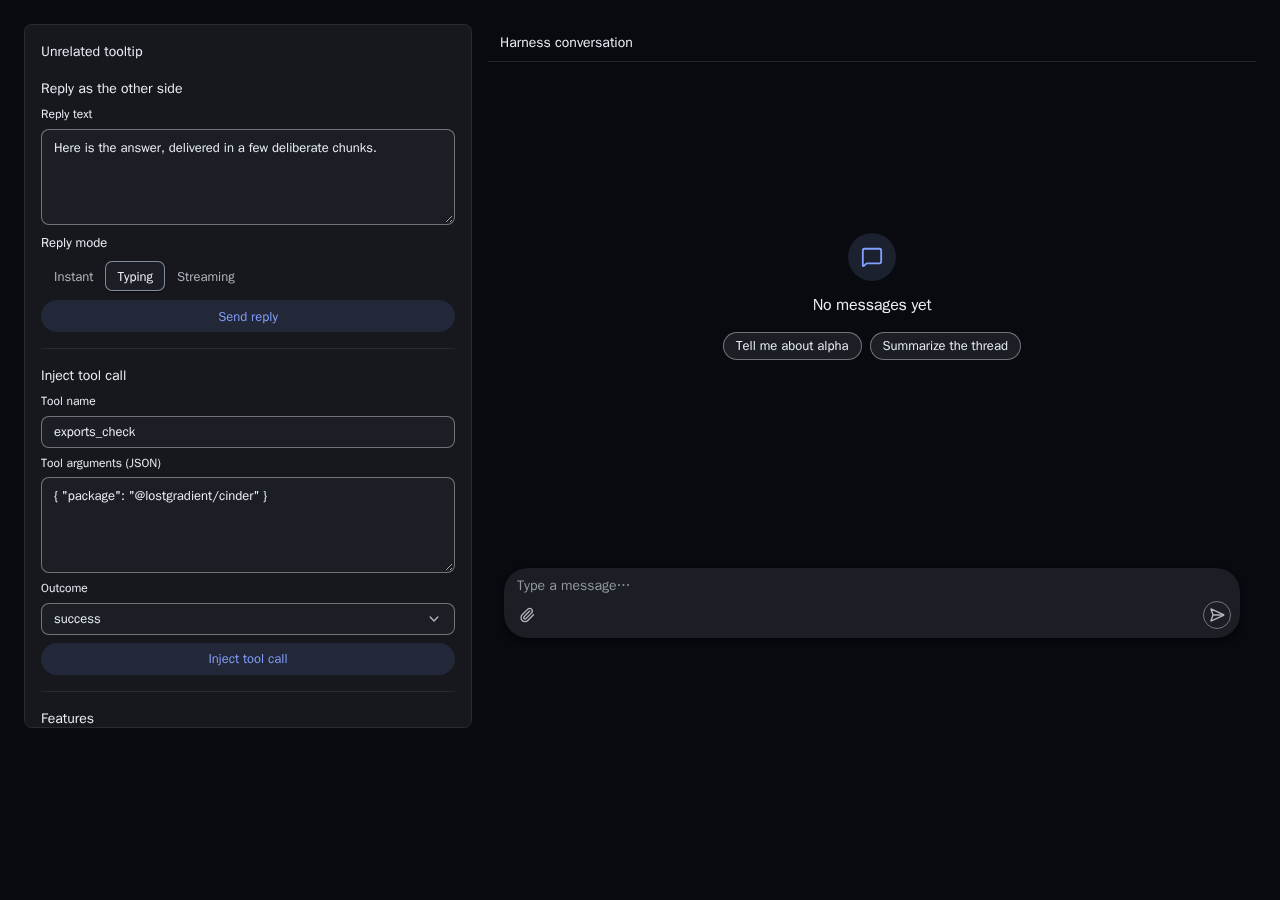 Unrelated tooltip
Reply as the other side
Reply text
Here is the answer, delivered in a few deliberate chunks.
Reply mode
Instant Typing Streaming
Send reply
Inject tool call
Tool name
exports_check
Tool arguments (JSON)
{ "package": "@lostgradient/cinder" }
Outcome
success
Inject tool call
Features
Harness conversation
No messages yet
Tell me about alpha Summarize the thread
Type a message…